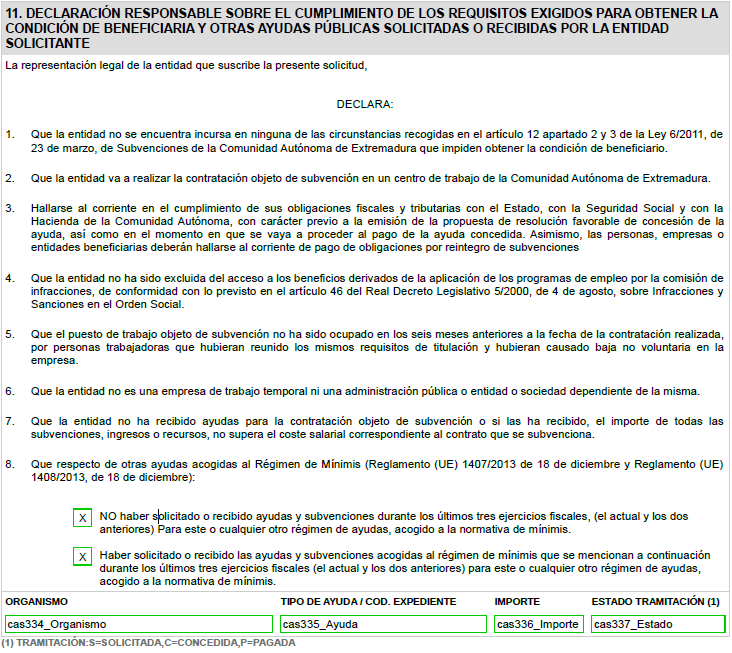 11. DECLARACIÓN RESPONSABLE SOBRE EL CUMPLIMIENTO DE LOS REQUISITOS EXIGIDOS PARA OBTENER LA
CONDICIÓN DE BENEFICIARIA Y OTRAS AYUDAS PÚBLICAS SOLICITADAS O RECIBIDAS POR LA ENTIDAD
SOLICITANTE
La representación legal de la entidad que suscribe la presente solicitud,
DECLARA:
1. Que la entidad no se encuentra incursa en ninguna de las circunstancias recogidas en el artículo 12 apartado 2 y 3 de la Ley 6/2011, de
23 de marzo, de Subvenciones de la Comunidad Autónoma de Extremadura que impiden obtener la condición de beneficiario.
2. Que la entidad va a realizar la contratación objeto de subvención en un centro de trabajo de la Comunidad Autónoma de Extremadura.
3. Hallarse al corriente en el cumplimiento de sus obligaciones fiscales y tributarias con el Estado, con la Seguridad Social y con la
Hacienda de la Comunidad Autónoma, con carácter previo a la emisión de la propuesta de resolución favorable de concesión de la
ayuda, así como en el momento en que se vaya a proceder al pago de la ayuda concedida. Asimismo, las personas, empresas o
entidades beneficiarias deberán hallarse al corriente de pago de obligaciones por reintegro de subvenciones
4. Que la entidad no ha sido excluida del acceso a los beneficios derivados de la aplicación de los programas de empleo por la comisión de
infracciones, de conformidad con lo previsto en el artículo 46 del Real Decreto Legislativo 5/2000, de 4 de agosto, sobre Infracciones y
Sanciones en el Orden Social.
5. Que el puesto de trabajo objeto de subvención no ha sido ocupado en los seis meses anteriores a la fecha de la contratación realizada,
por personas trabajadoras que hubieran reunido los mismos requisitos de titulación y hubieran causado baja no voluntaria en la
empresa.
6. Que la entidad no es una empresa de trabajo temporal ni una administración pública o entidad o sociedad dependiente de la misma.
7. Que la entidad no ha recibido ayudas para la contratación objeto de subvención o si las ha recibido, el importe de todas las
subvenciones, ingresos o recursos, no supera el coste salarial correspondiente al contrato que se subvenciona.
8. Que respecto de otras ayudas acogidas al Régimen de Mínimis (Reglamento (UE) 1407/2013 de 18 de diciembre y Reglamento (UE)
1408/2013, de 18 de diciembre):
X NO haber solicitado o recibido ayudas y subvenciones durante los últimos tres ejercicios fiscales, (el actual y los dos
anteriores) Para este o cualquier otro régimen de ayudas, acogido a la normativa de mínimis.
X Haber solicitado o recibido las ayudas y subvenciones acogidas al régimen de mínimis que se mencionan a continuación
durante los últimos tres ejercicios fiscales (el actual y los dos anteriores) para este o cualquier otro régimen de ayudas,
acogido a la normativa de mínimis.
ORGANISMO TIPO DE AYUDA / COD. EXPEDIENTE IMPORTE ESTADO TRAMITACIÓN (1)
cas334_Organismo cas335_Ayuda cas336_Importe cas337_Estado
(1) TRAMITACIÓN:S=SOLICITADA,C=CONCEDIDA,P=PAGADA